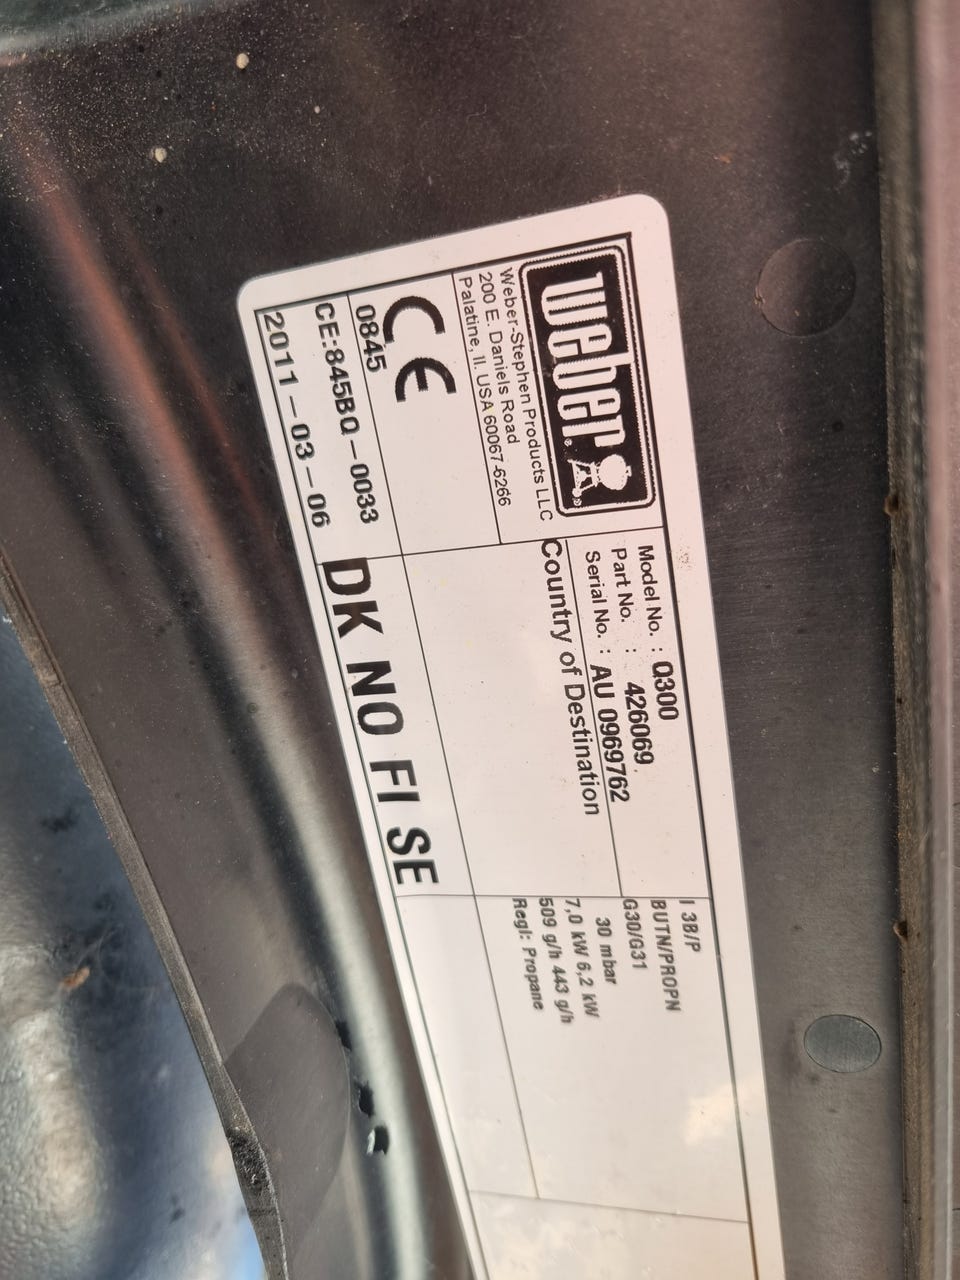 weber
Weber-Stephen Products LLC
200 E. Daniels Road
Palatine, Il. USA 60067-6266
CE
0845
CE:845BQ-0033
2011-03-06
Model No. : Q300
Part No. : 426069
Serial No. : AU 0969762
Country of Destination
DK NO FI SE
I 3B/P
BUTN/PROPN
G30/G31
30 mbar
7,0 kW 6,2 kW
509 g/h 443 g/h
Regl: Propane